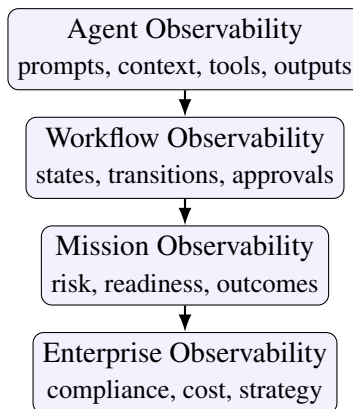 Agent Observability
prompts, context, tools, outputs
Workflow Observability
states, transitions, approvals
Mission Observability
risk, readiness, outcomes
Enterprise Observability
compliance, cost, strategy